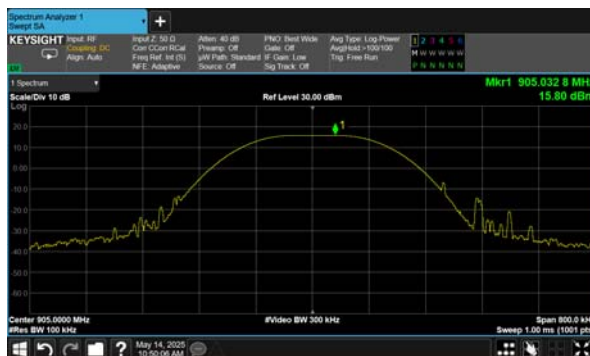 Spectrum Analyzer 1
Swept SA
+
KEYSIGHT Input: RF Input Z: 50 Ω Atten: 40 dB PNO: Best Wide Avg Type: Log-Power 1 2 3 4 5 6
Coupling: DC Corr CCorr RCal Preamp: Off Gate: Off Avg|Hold: >100/100 M W W W W W
Align: Auto Freq Ref: Int (S) µW Path: Standard IF Gain: Low Trig: Free Run
NFE: Adaptive Source: Off Sig Track: Off P N N N N N
1 Spectrum
Mkr1 905.032 8 MHz
Scale/Div 10 dB Ref Level 30.00 dBm 15.80 dBm
Log
20.0
10.0
0.00
-10.0
-20.0
-30.0
-40.0
-50.0
-60.0
1
Center 905.0000 MHz #Video BW 300 kHz Span 800.0 kHz
#Res BW 100 kHz Sweep 1.00 ms (1001 pts)
? May 14, 2025
10:50:06 AM